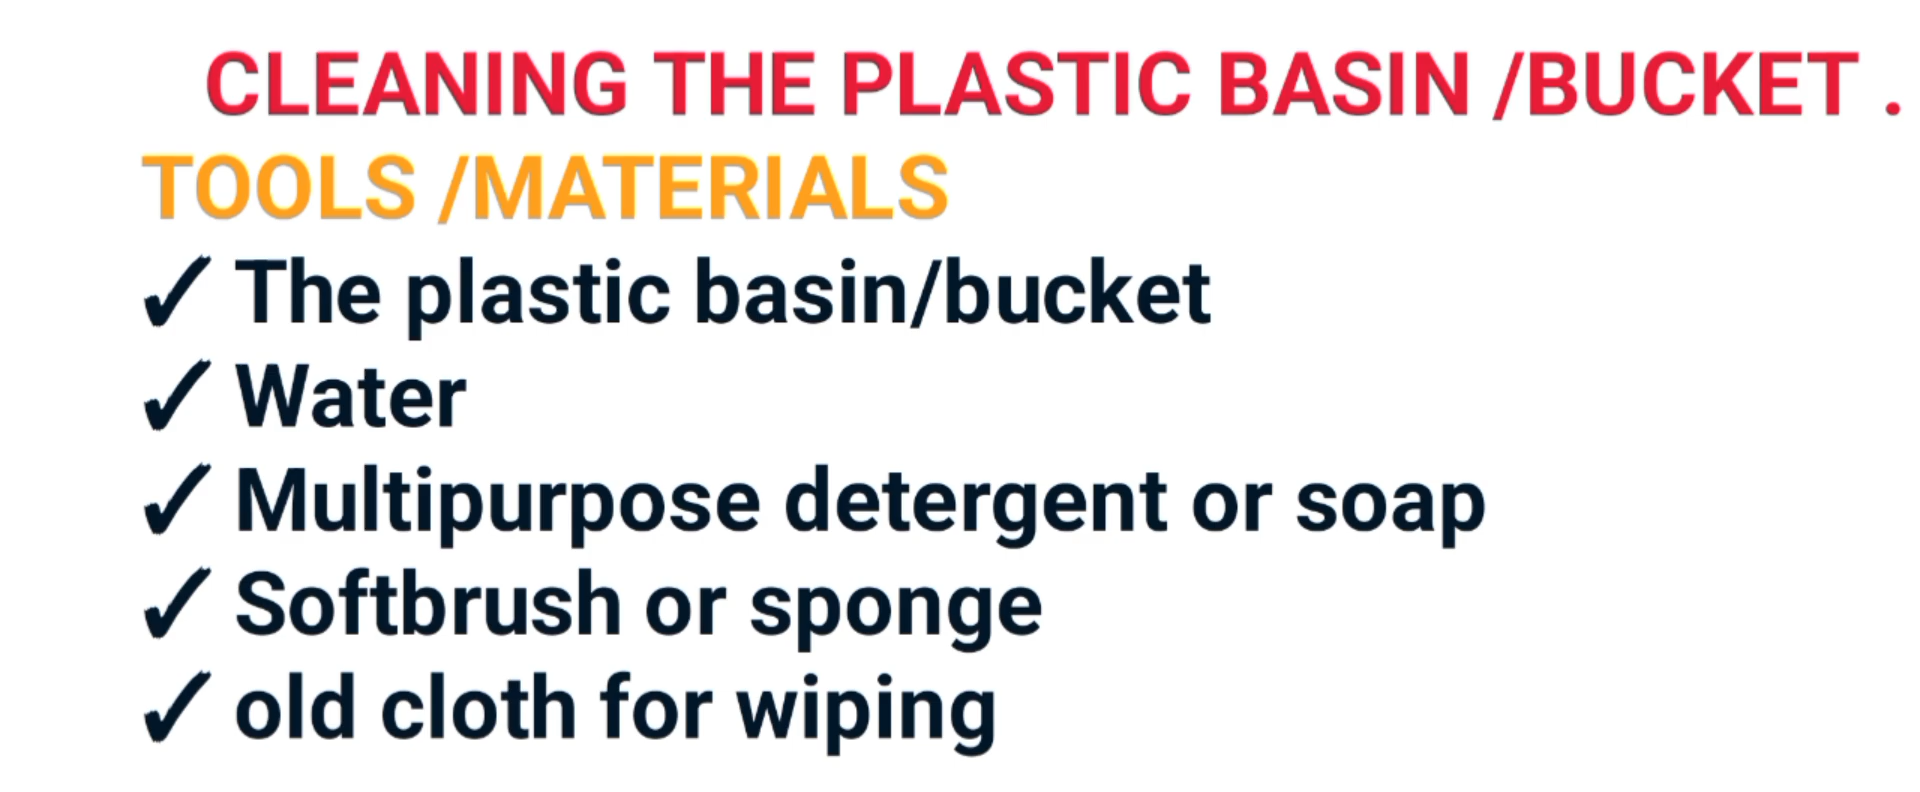 CLEANING THE PLASTIC BASIN /BUCKET .
TOOLS /MATERIALS
✓ The plastic basin/bucket
✓ Water
✓ Multipurpose detergent or soap
✓ Softbrush or sponge
✓ old cloth for wiping